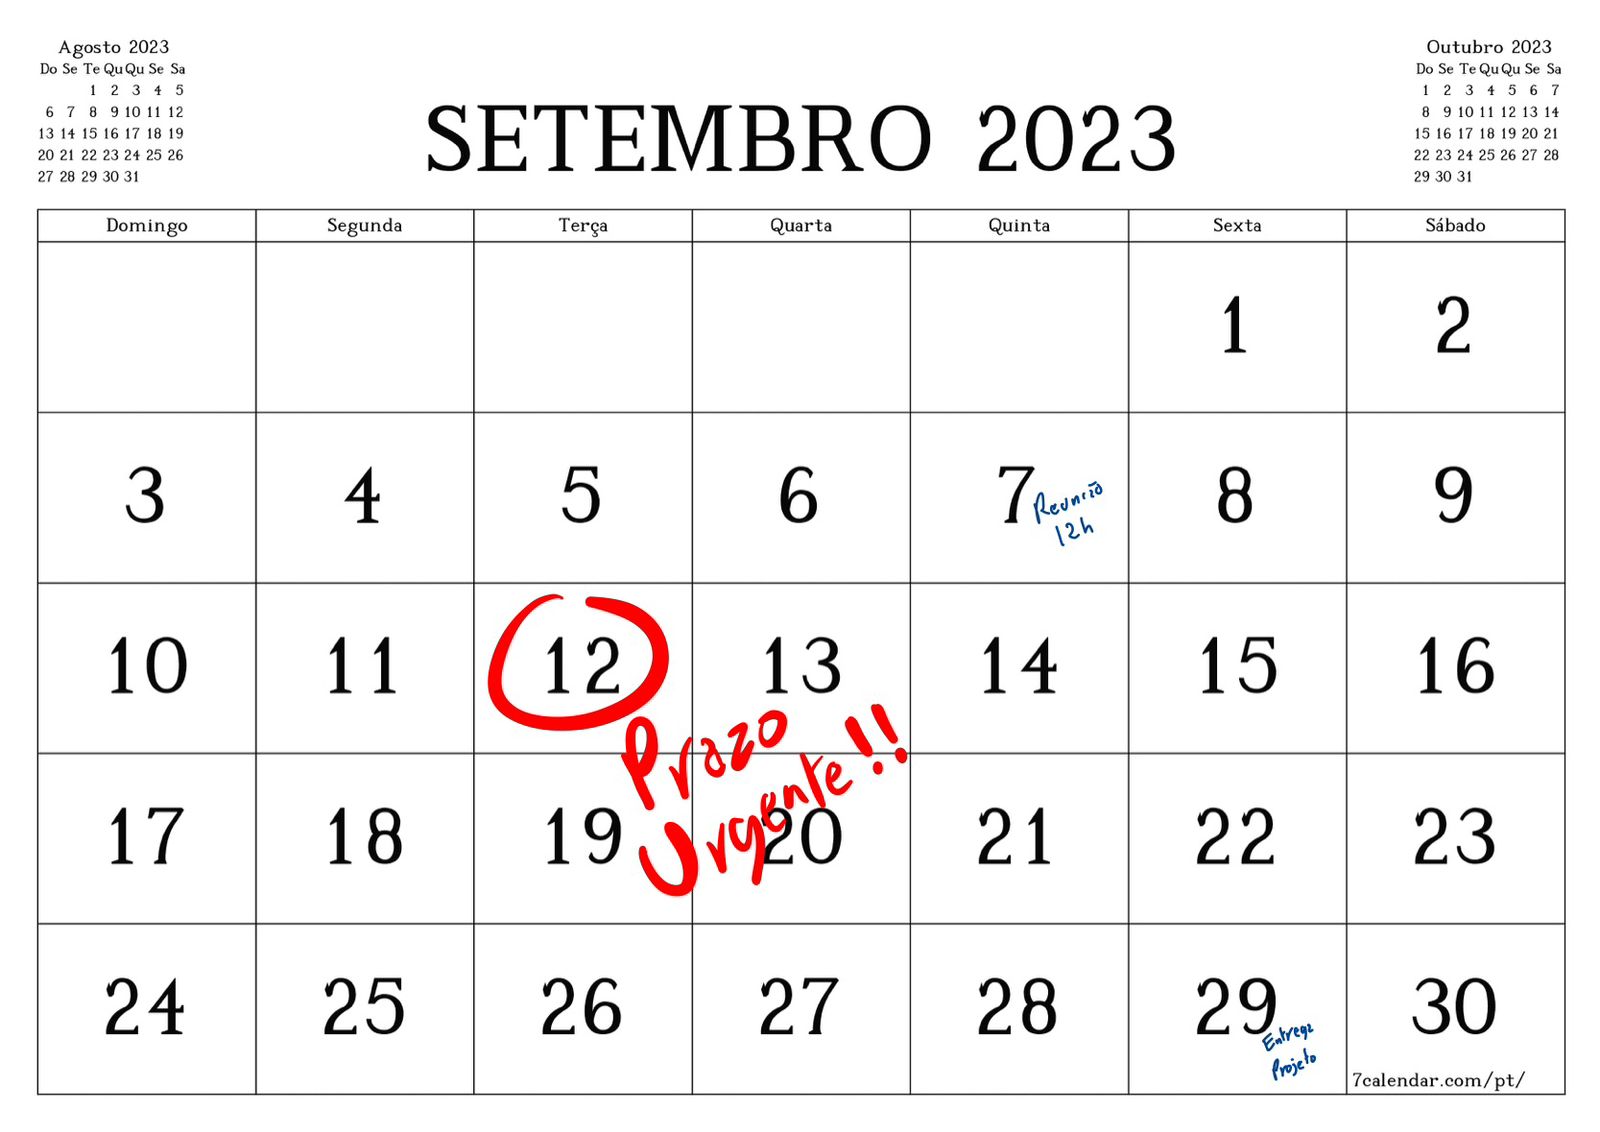 Agosto 2023
Do Se Te Qu Qu Se Sa
1 2 3 4 5
6 7 8 9 10 11 12
13 14 15 16 17 18 19
20 21 22 23 24 25 26
27 28 29 30 31
SETEMBRO 2023
Outubro 2023
Do Se Te Qu Qu Se Sa
1 2 3 4 5 6 7
8 9 10 11 12 13 14
15 16 17 18 19 20 21
22 23 24 25 26 27 28
29 30 31
Domingo Segunda Terça Quarta Quinta Sexta Sábado
1 2
3 4 5 6 7 8 9
Reunião
12h
10 11 12 13 14 15 16
Prazo
Urgente!!
17 18 19 20 21 22 23
24 25 26 27 28 29 30
Entrega
Projeto
7calendar.com/pt/